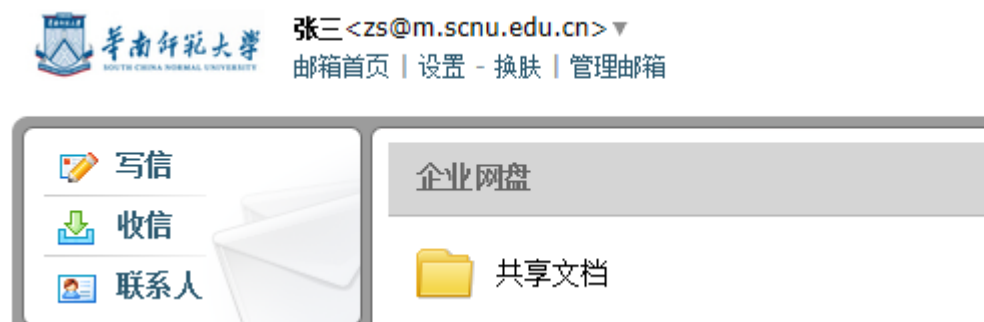 华南师范大学
SOUTH CHINA NORMAL UNIVERSITY
张三<zs@m.scnu.edu.cn>▼
邮箱首页 | 设置 - 换肤 | 管理邮箱
写信
收信
联系人
企业网盘
共享文档